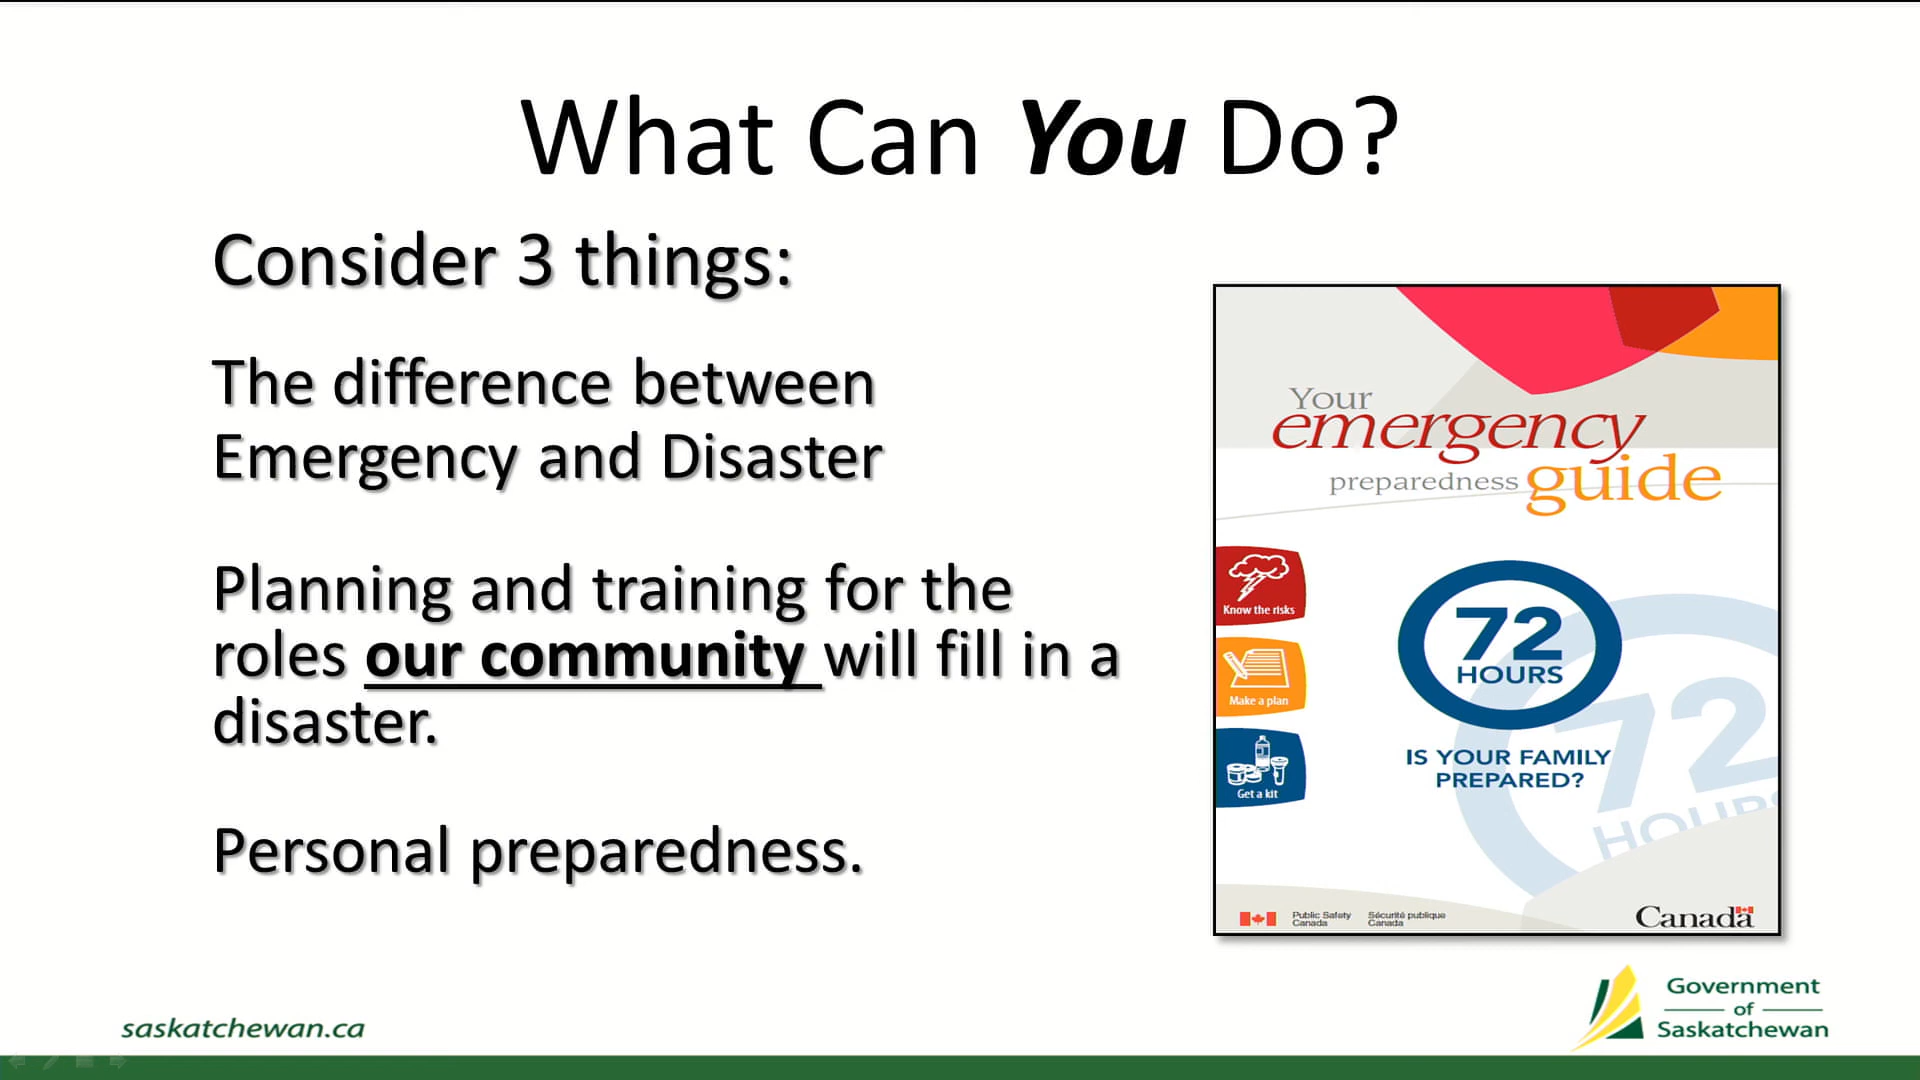 What Can You Do?
Consider 3 things:
The difference between
Emergency and Disaster
Planning and training for the
roles our community will fill in a
disaster.
Personal preparedness.
Your
emergency
preparedness guide
Know the risks
Make a plan
Get a kit
72
HOURS
IS YOUR FAMILY
PREPARED?
72
HOURS
Public Safety
Canada
Sécurité publique
Canada
Canada
saskatchewan.ca
Government
of
Saskatchewan